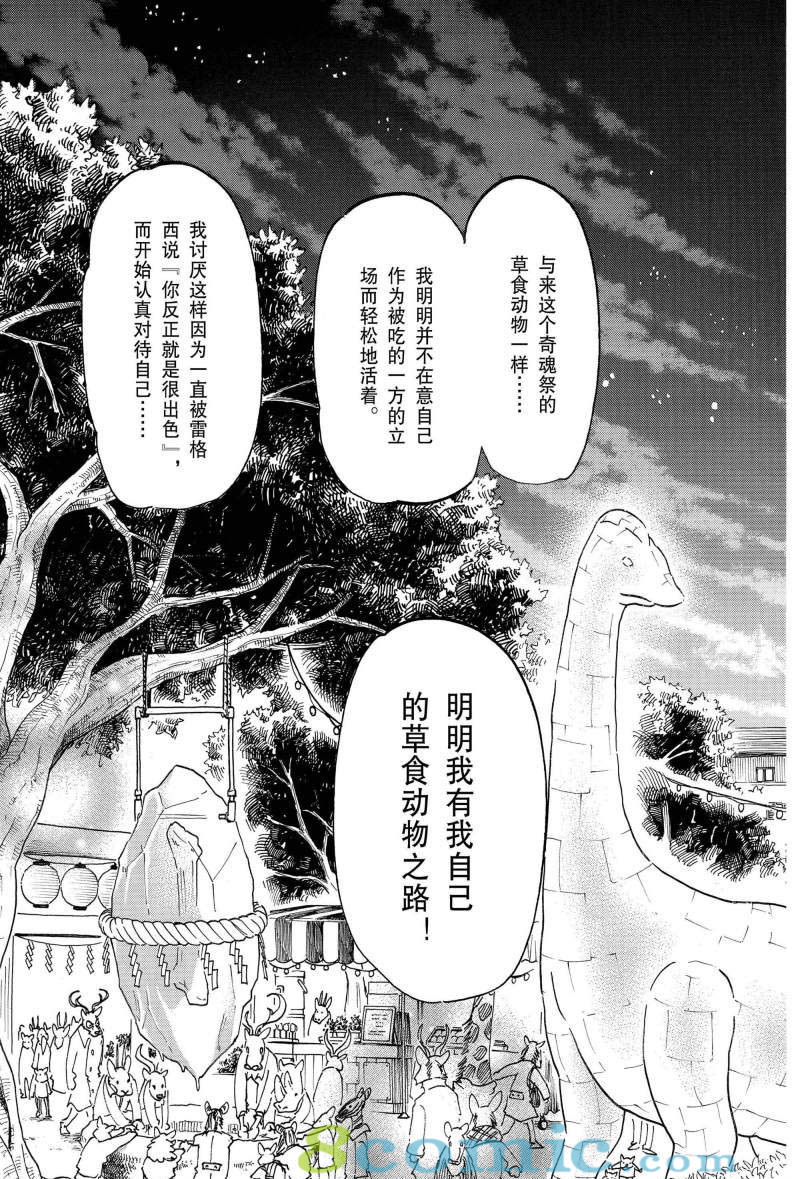 与来这个奇魂祭的
草食动物一样……
我明明并不在意自己
作为被吃的一方的立
场而轻松地活着。
我讨厌这样因为一直被雷格
西说『你反正就是很出色』，
而开始认真对待自己……
明明我有我自己
的草食动物之路！
8comic.com